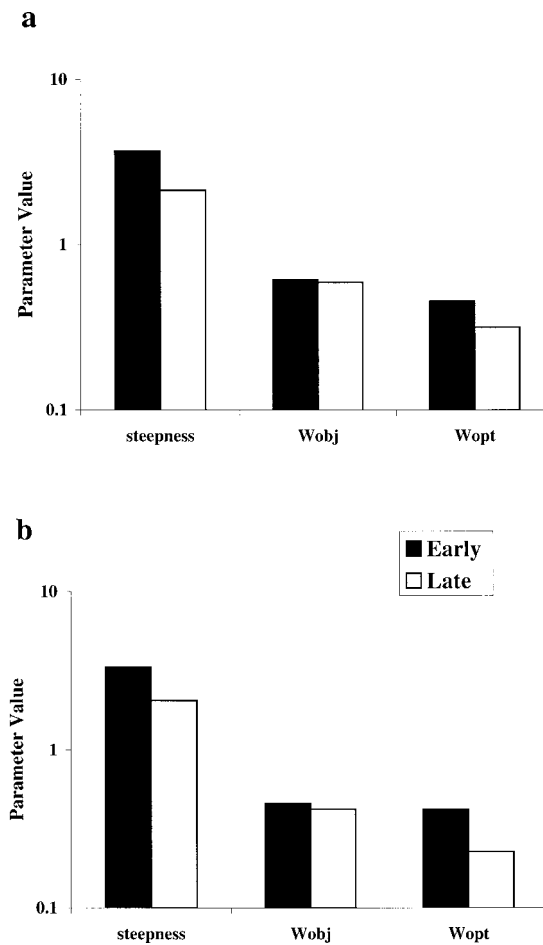 a
10
1
0.1
Parameter Value
steepness Wobj Wopt
b
Early
Late
10
1
0.1
Parameter Value
steepness Wobj Wopt